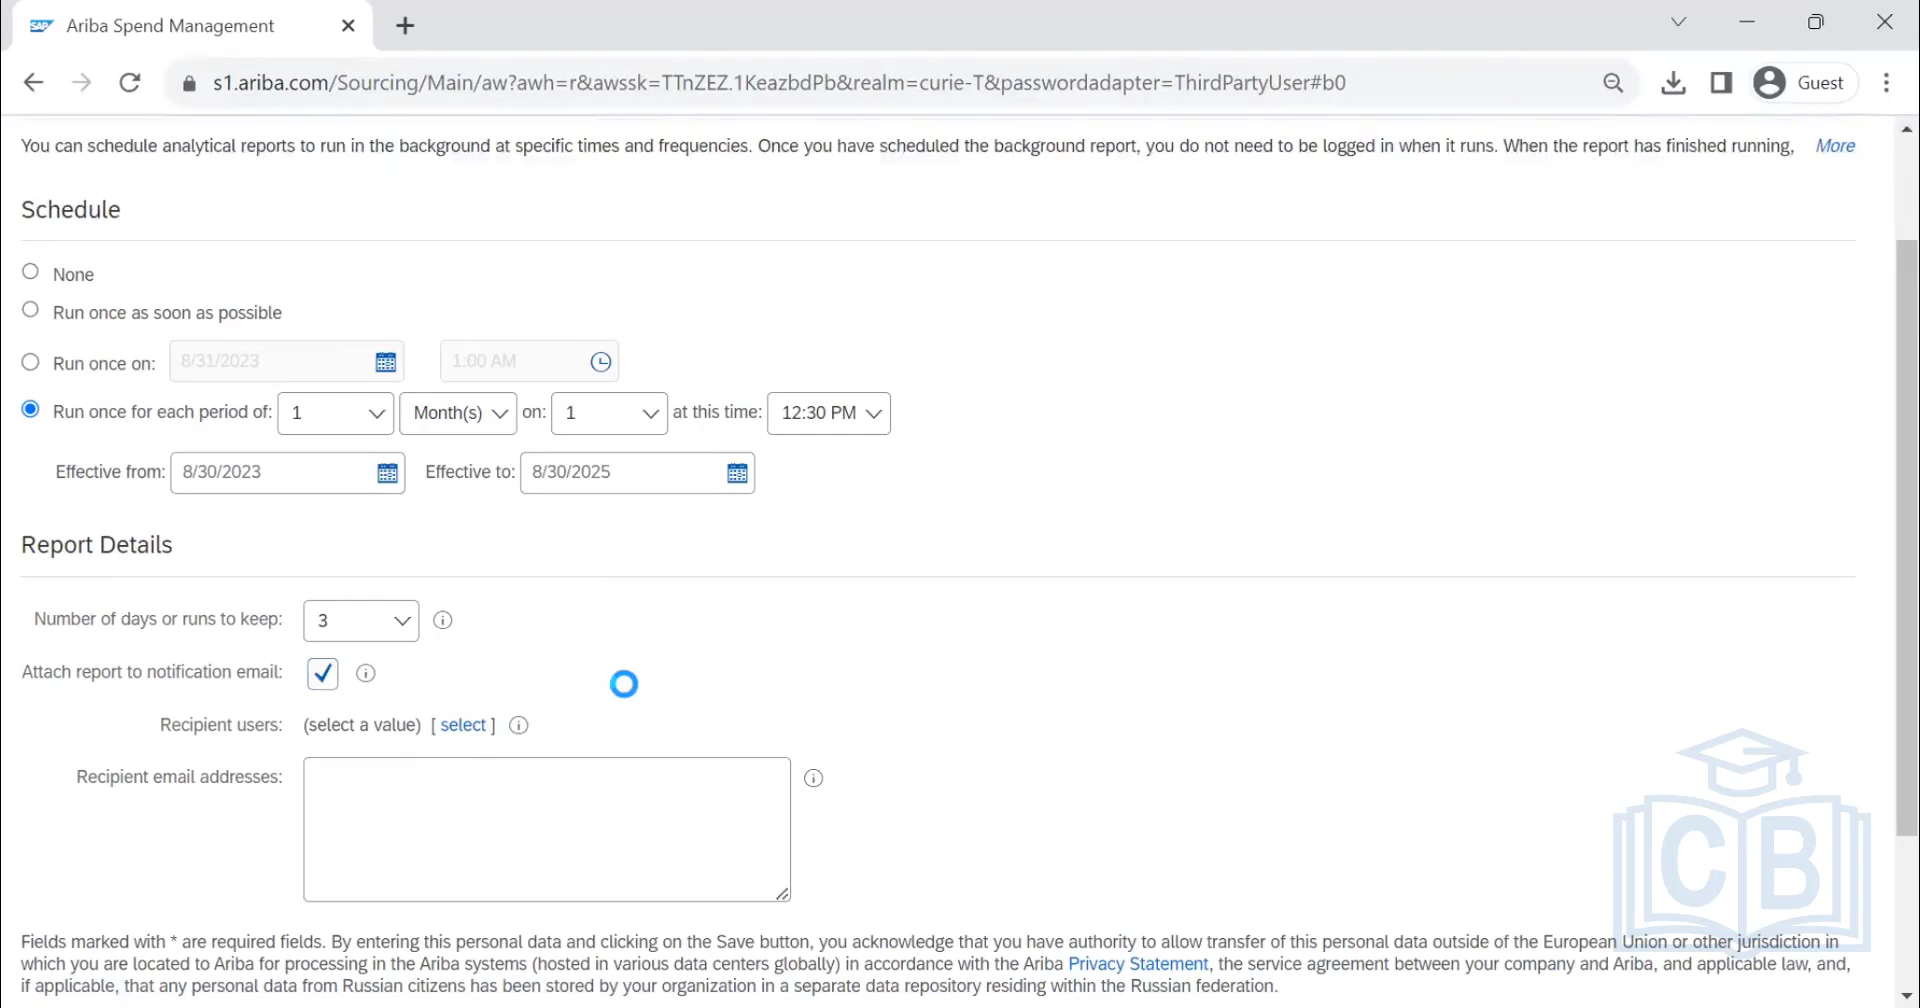 SAP Ariba Spend Management
s1.ariba.com/Sourcing/Main/aw?awh=r&awssk=TTnZEZ.1KeazbdPb&realm=curie-T&passwordadapter=ThirdPartyUser#b0 Guest
You can schedule analytical reports to run in the background at specific times and frequencies. Once you have scheduled the background report, you do not need to be logged in when it runs. When the report has finished running, More
Schedule
None
Run once as soon as possible
Run once on: 8/31/2023 1:00 AM
Run once for each period of: 1 Month(s) on: 1 at this time: 12:30 PM
Effective from: 8/30/2023 Effective to: 8/30/2025
Report Details
Number of days or runs to keep: 3
Attach report to notification email:
Recipient users: (select a value) [ select ]
Recipient email addresses:
CB
Fields marked with * are required fields. By entering this personal data and clicking on the Save button, you acknowledge that you have authority to allow transfer of this personal data outside of the European Union or other jurisdiction in
which you are located to Ariba for processing in the Ariba systems (hosted in various data centers globally) in accordance with the Ariba Privacy Statement, the service agreement between your company and Ariba, and applicable law, and,
if applicable, that any personal data from Russian citizens has been stored by your organization in a separate data repository residing within the Russian federation.